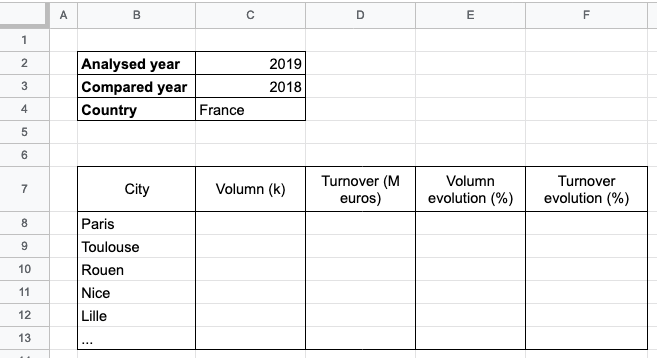 A B C D E F
1
2 Analysed year 2019
3 Compared year 2018
4 Country France
5
6
7 City Volumn (k) Turnover (M euros) Volumn evolution (%) Turnover evolution (%)
8 Paris
9 Toulouse
10 Rouen
11 Nice
12 Lille
13 ...